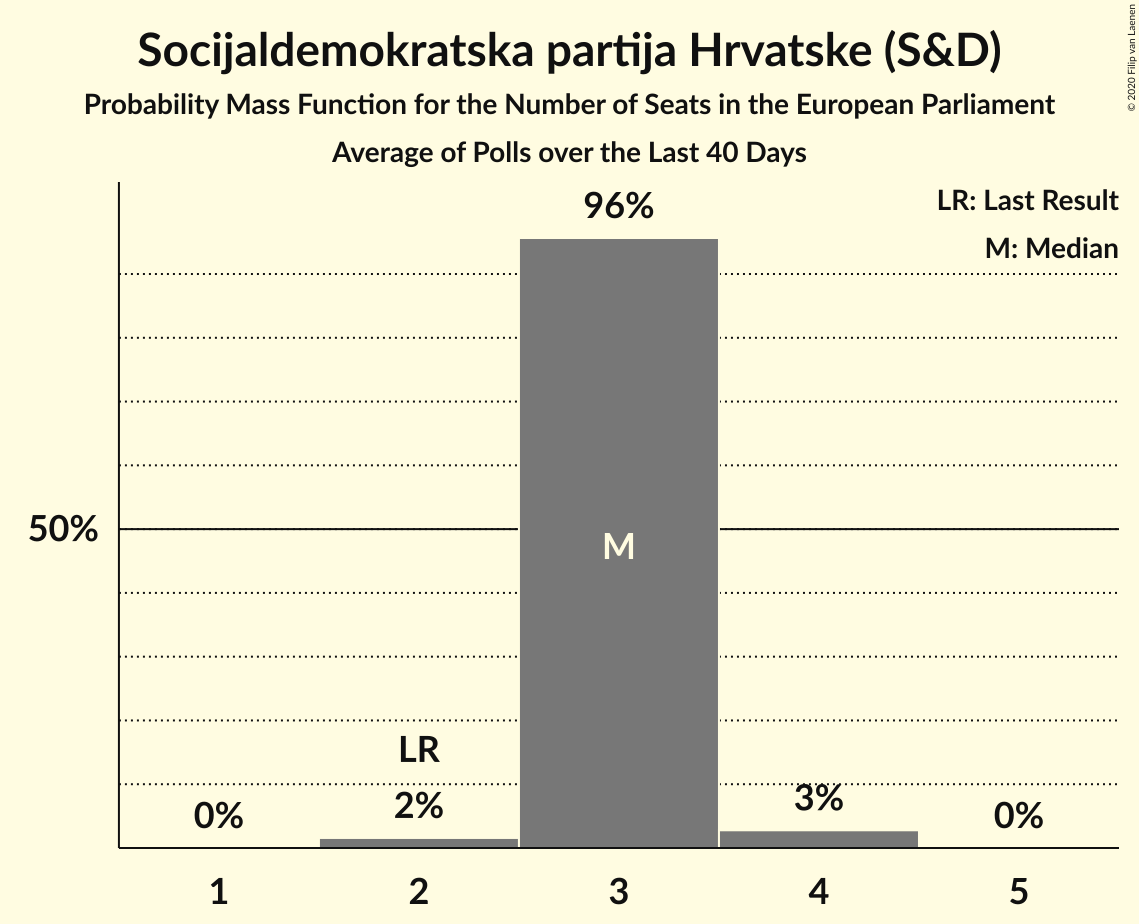 Socijaldemokratska partija Hrvatske (S&D)
Probability Mass Function for the Number of Seats in the European Parliament
Average of Polls over the Last 40 Days
© 2020 Filip van Laenen
LR: Last Result
M: Median
96%
50%
M
LR
0%
2%
3%
0%
1
2
3
4
5